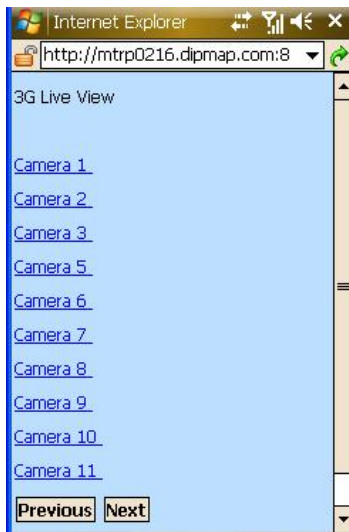 Internet Explorer
http://mtrp0216.dipmap.com:8
3G Live View
Camera 1
Camera 2
Camera 3
Camera 5
Camera 6
Camera 7
Camera 8
Camera 9
Camera 10
Camera 11
Previous Next